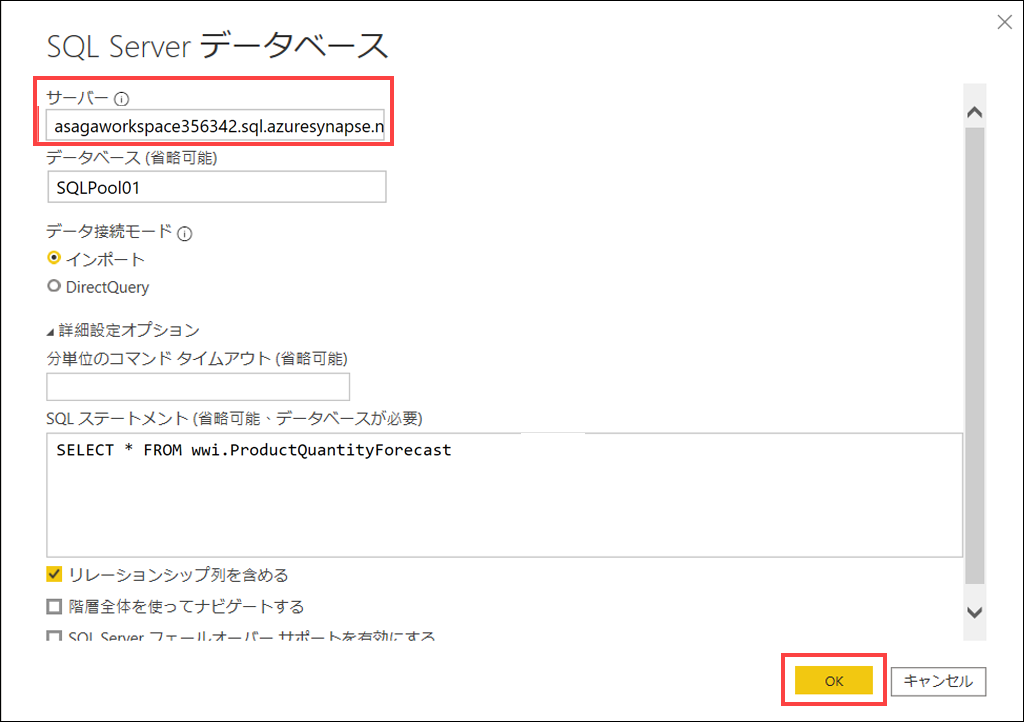 SQL Server データベース
サーバー
asagaworkspace356342.sql.azuresynapse.n
データベース (省略可能)
SQLPool01
データ接続モード
インポート
DirectQuery
詳細設定オプション
分単位のコマンド タイムアウト (省略可能)
SQL ステートメント (省略可能、データベースが必要)
SELECT * FROM wwi.ProductQuantityForecast
リレーションシップ列を含める
階層全体を使ってナビゲートする
SQL Server フェールオーバー サポートを有効にする
OK
キャンセル